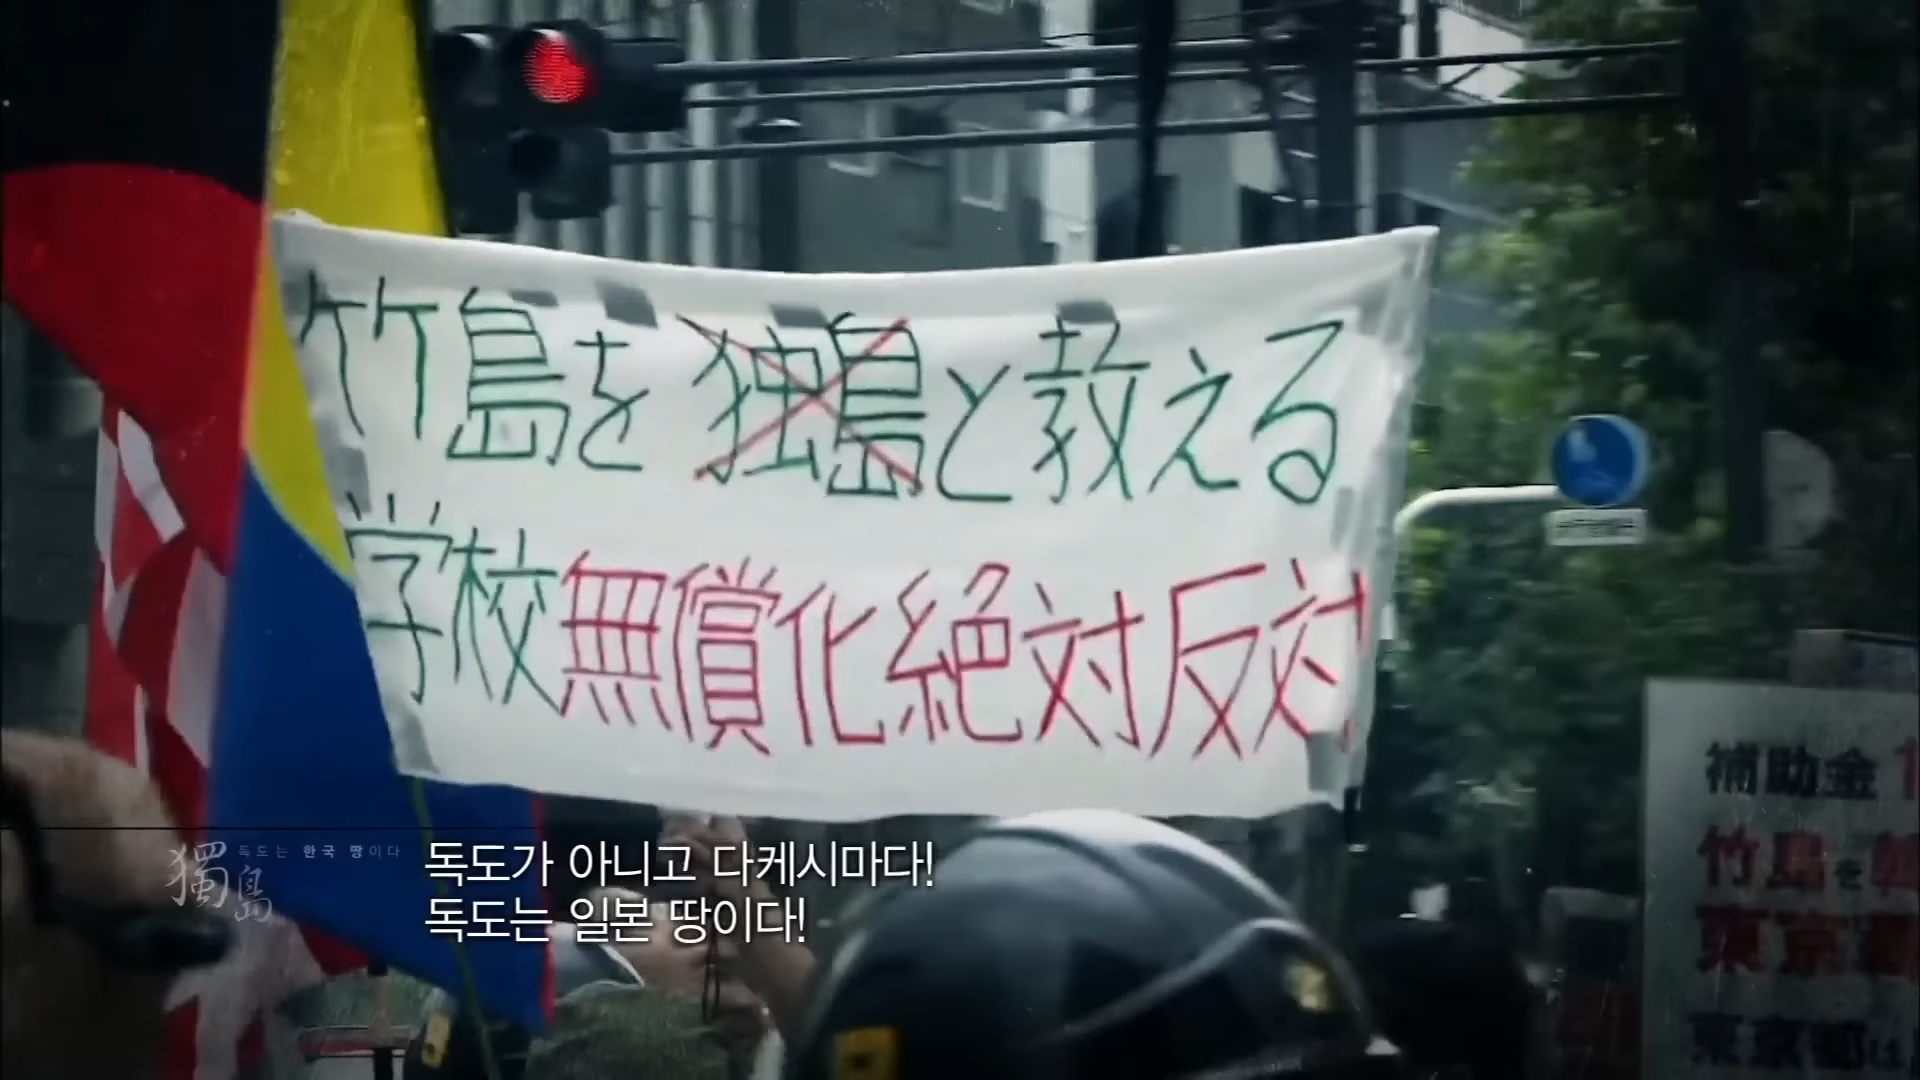 竹島を独島と教える
学校無償化絶対反対
補助金
竹島を
東京都
東京都は
獨島
독도는 한국 땅이다
독도가 아니고 다케시마다!
독도는 일본 땅이다!